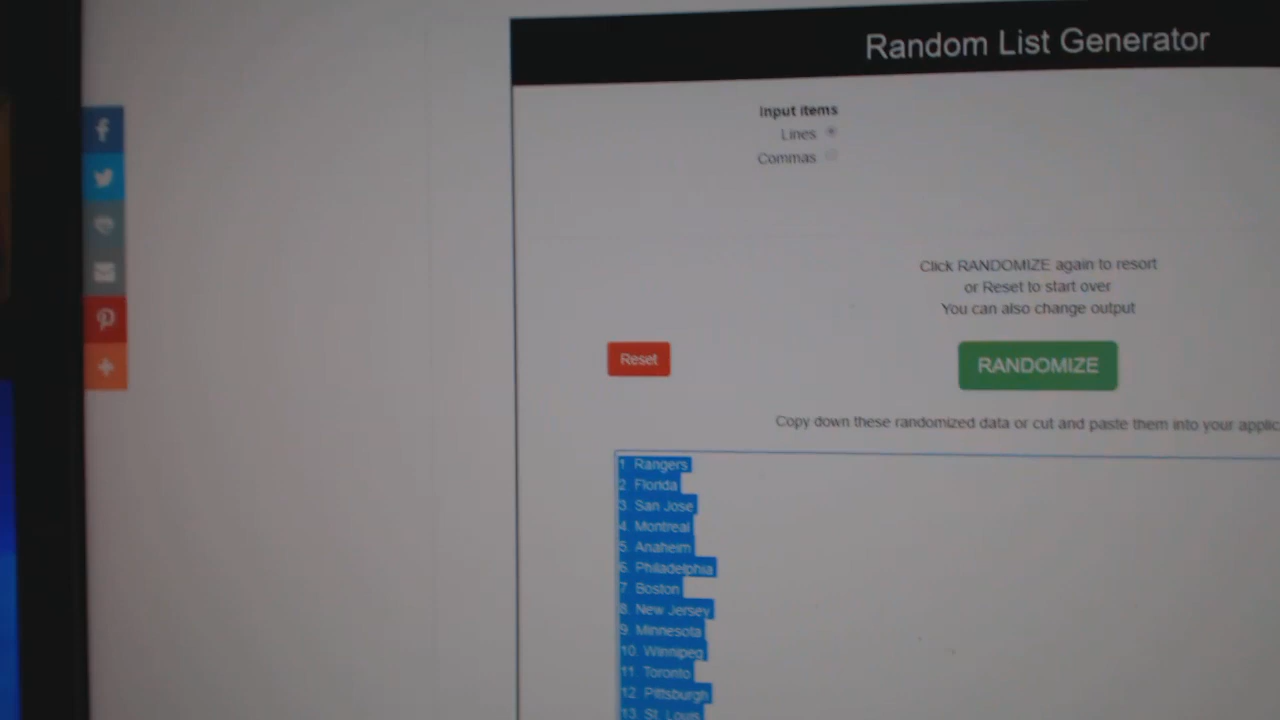 Random List Generator
Input items
Lines
Commas
Click RANDOMIZE again to resort
or Reset to start over
You can also change output
Reset
RANDOMIZE
Copy down these randomized data or cut and paste them into your applic
1. Rangers
2. Florida
3. San Jose
4. Montreal
5. Anaheim
6. Philadelphia
7. Boston
8. New Jersey
9. Minnesota
10. Winnipeg
11. Toronto
12. Pittsburgh
13. St. Louis